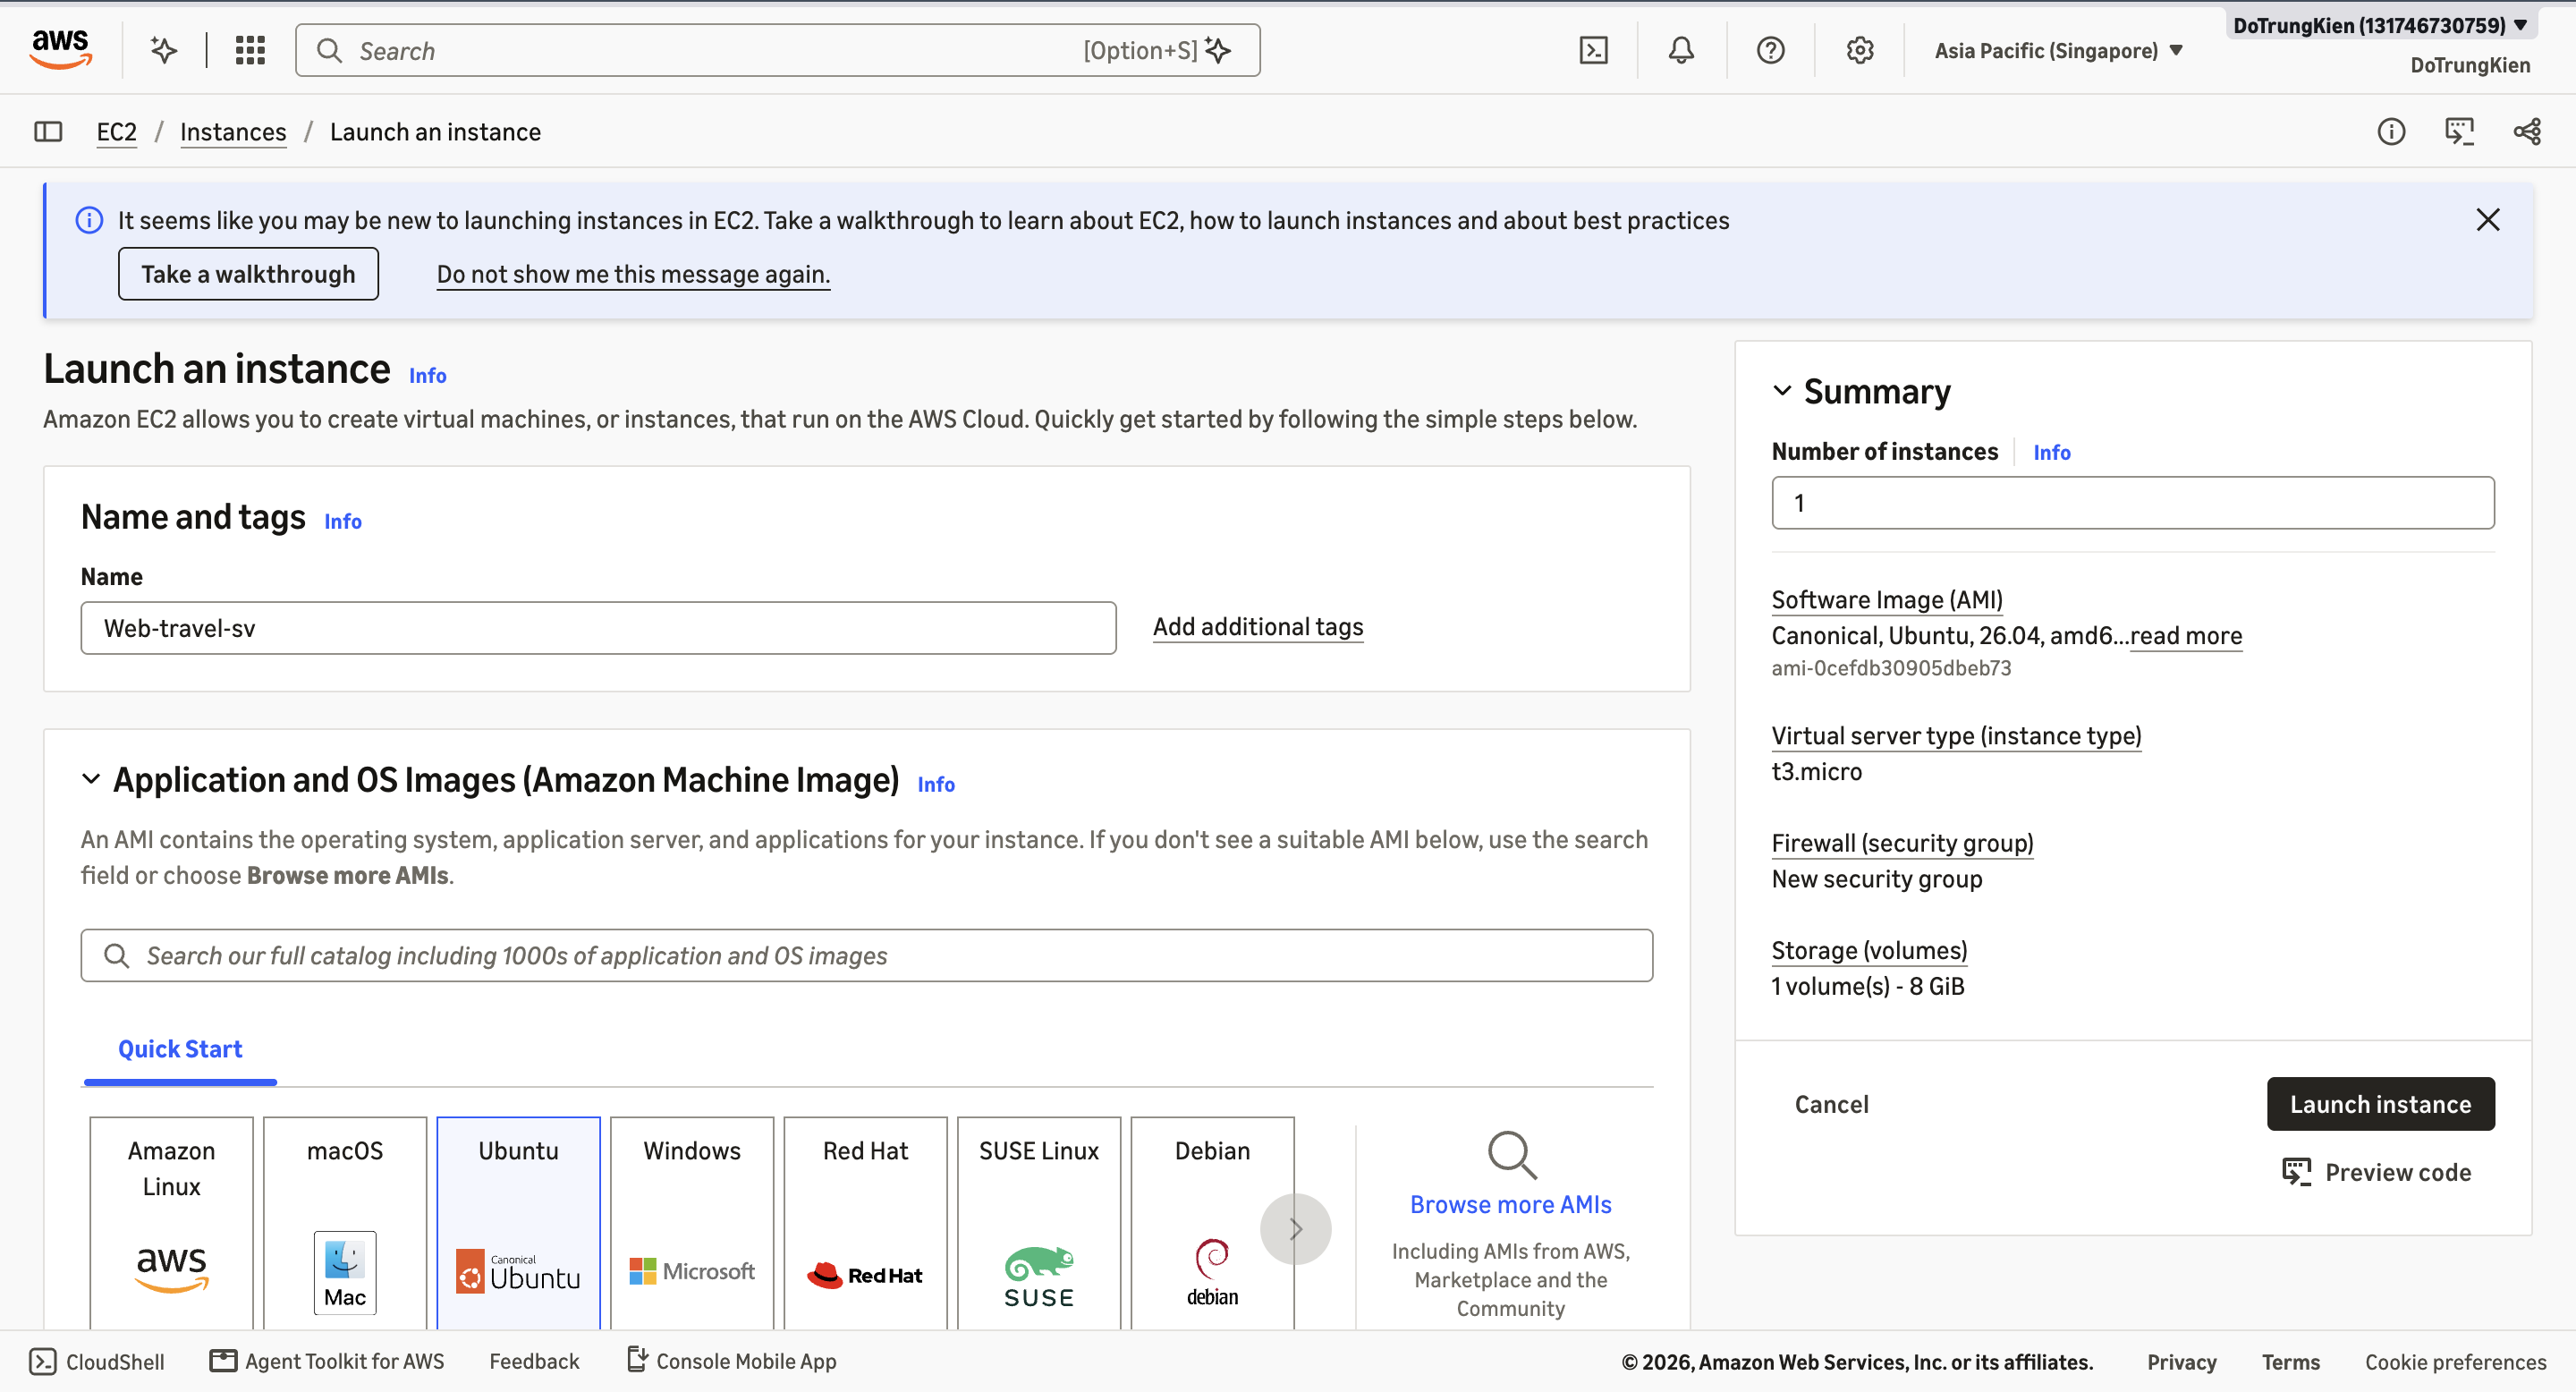 aws
Search
[Option+S]
Asia Pacific (Singapore)
DoTrungKien (131746730759)
DoTrungKien
EC2 / Instances / Launch an instance
It seems like you may be new to launching instances in EC2. Take a walkthrough to learn about EC2, how to launch instances and about best practices
Take a walkthrough
Do not show me this message again.
Launch an instance Info
Amazon EC2 allows you to create virtual machines, or instances, that run on the AWS Cloud. Quickly get started by following the simple steps below.
Name and tags Info
Name
Web-travel-sv
Add additional tags
Application and OS Images (Amazon Machine Image) Info
An AMI contains the operating system, application server, and applications for your instance. If you don't see a suitable AMI below, use the search
field or choose Browse more AMIs.
Search our full catalog including 1000s of application and OS images
Quick Start
Amazon
Linux
aws
macOS
Mac
Ubuntu
Canonical
Ubuntu
Windows
Microsoft
Red Hat
Red Hat
SUSE Linux
SUSE
Debian
debian
Browse more AMIs
Including AMIs from AWS,
Marketplace and the
Community
Summary
Number of instances Info
1
Software Image (AMI)
Canonical, Ubuntu, 26.04, amd6...read more
ami-0cefdb30905dbeb73
Virtual server type (instance type)
t3.micro
Firewall (security group)
New security group
Storage (volumes)
1 volume(s) - 8 GiB
Cancel
Launch instance
Preview code
CloudShell
Agent Toolkit for AWS
Feedback
Console Mobile App
© 2026, Amazon Web Services, Inc. or its affiliates.
Privacy
Terms
Cookie preferences